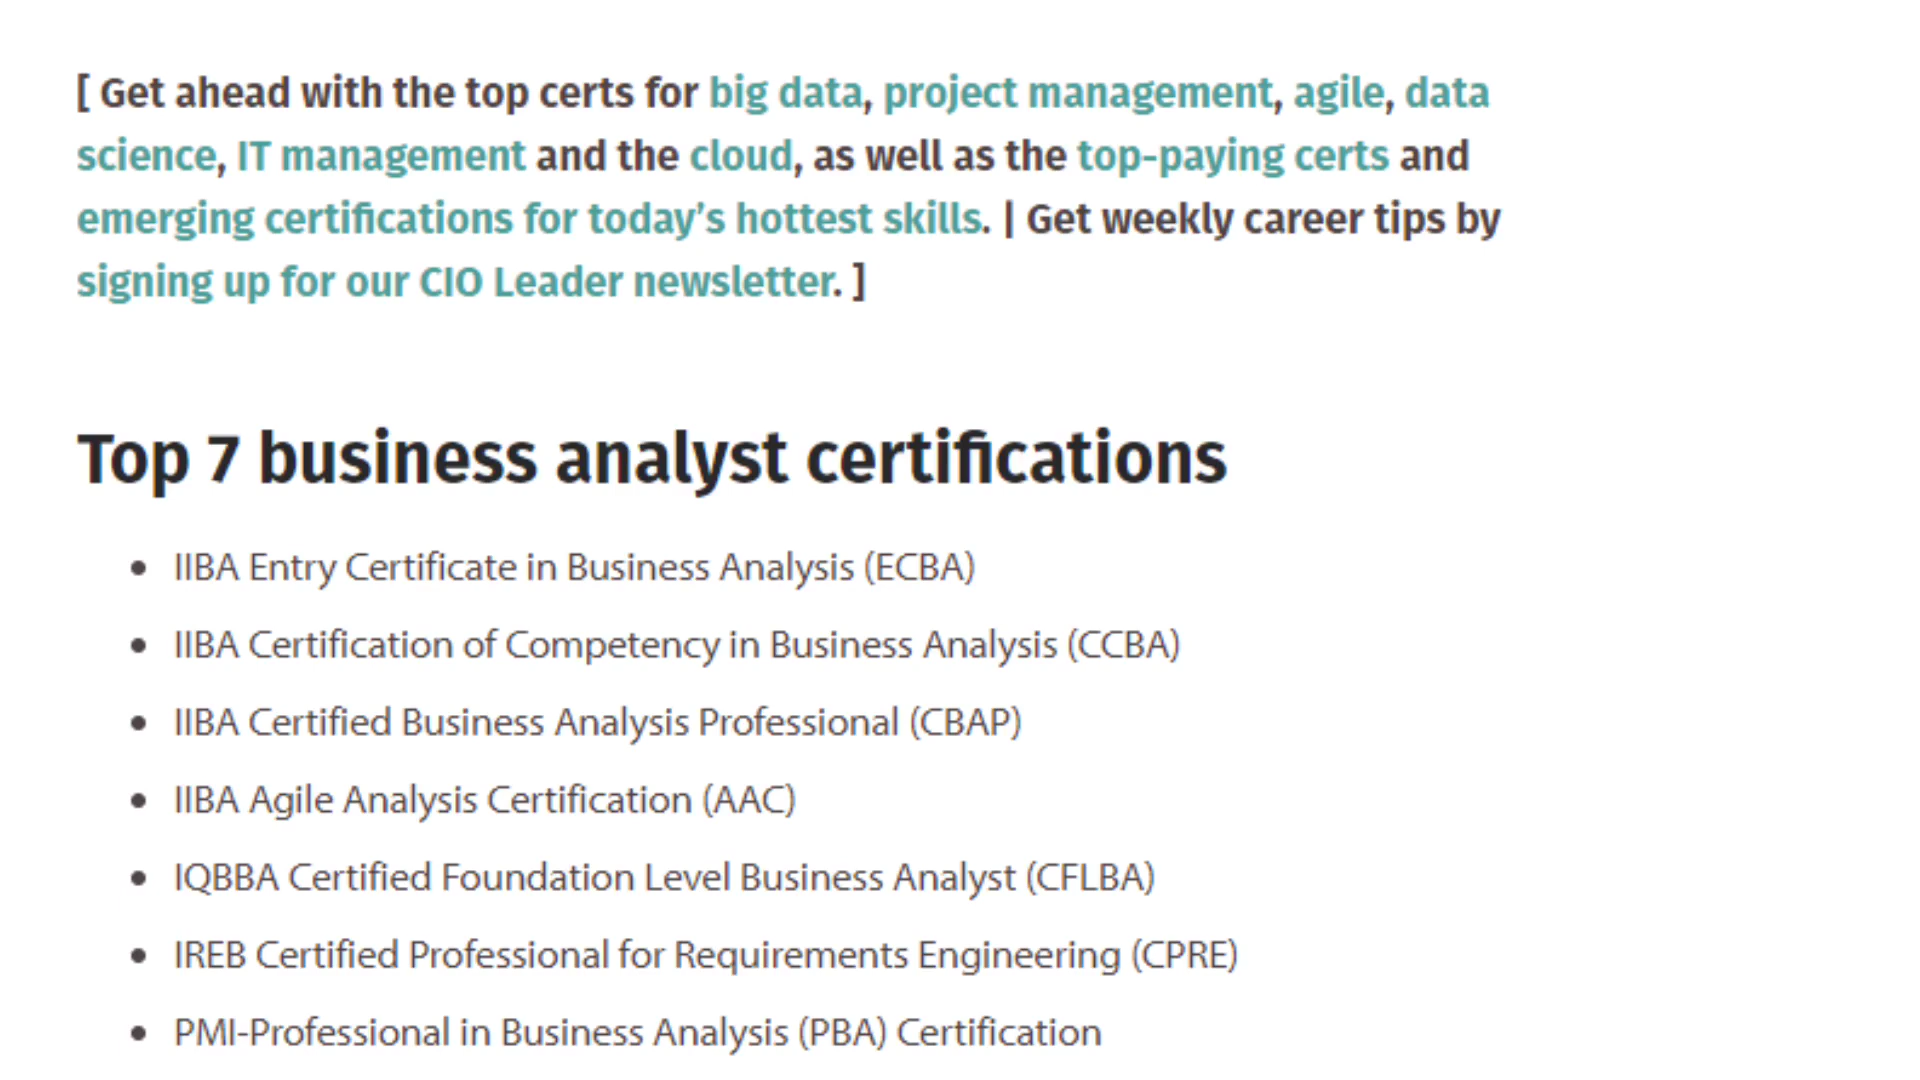 [ Get ahead with the top certs for big data, project management, agile, data
science, IT management and the cloud, as well as the top-paying certs and
emerging certifications for today’s hottest skills. | Get weekly career tips by
signing up for our CIO Leader newsletter. ]
Top 7 business analyst certifications
• IIBA Entry Certificate in Business Analysis (ECBA)
• IIBA Certification of Competency in Business Analysis (CCBA)
• IIBA Certified Business Analysis Professional (CBAP)
• IIBA Agile Analysis Certification (AAC)
• IQBBA Certified Foundation Level Business Analyst (CFLBA)
• IREB Certified Professional for Requirements Engineering (CPRE)
• PMI-Professional in Business Analysis (PBA) Certification